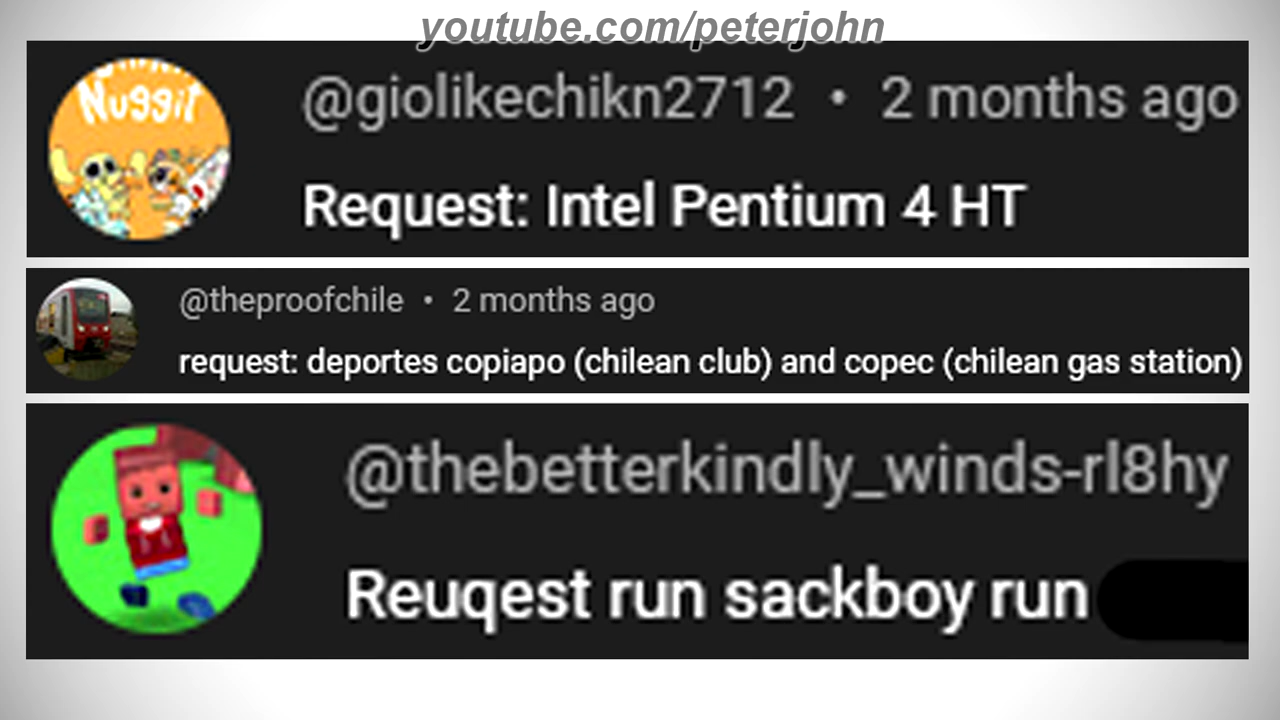 youtube.com/peterjohn
Nuggit
@giolikechikn2712 • 2 months ago
Request: Intel Pentium 4 HT
@theproofchile • 2 months ago
request: deportes copiapo (chilean club) and copec (chilean gas station)
@thebetterkindly_winds-rl8hy
Reuqest run sackboy run